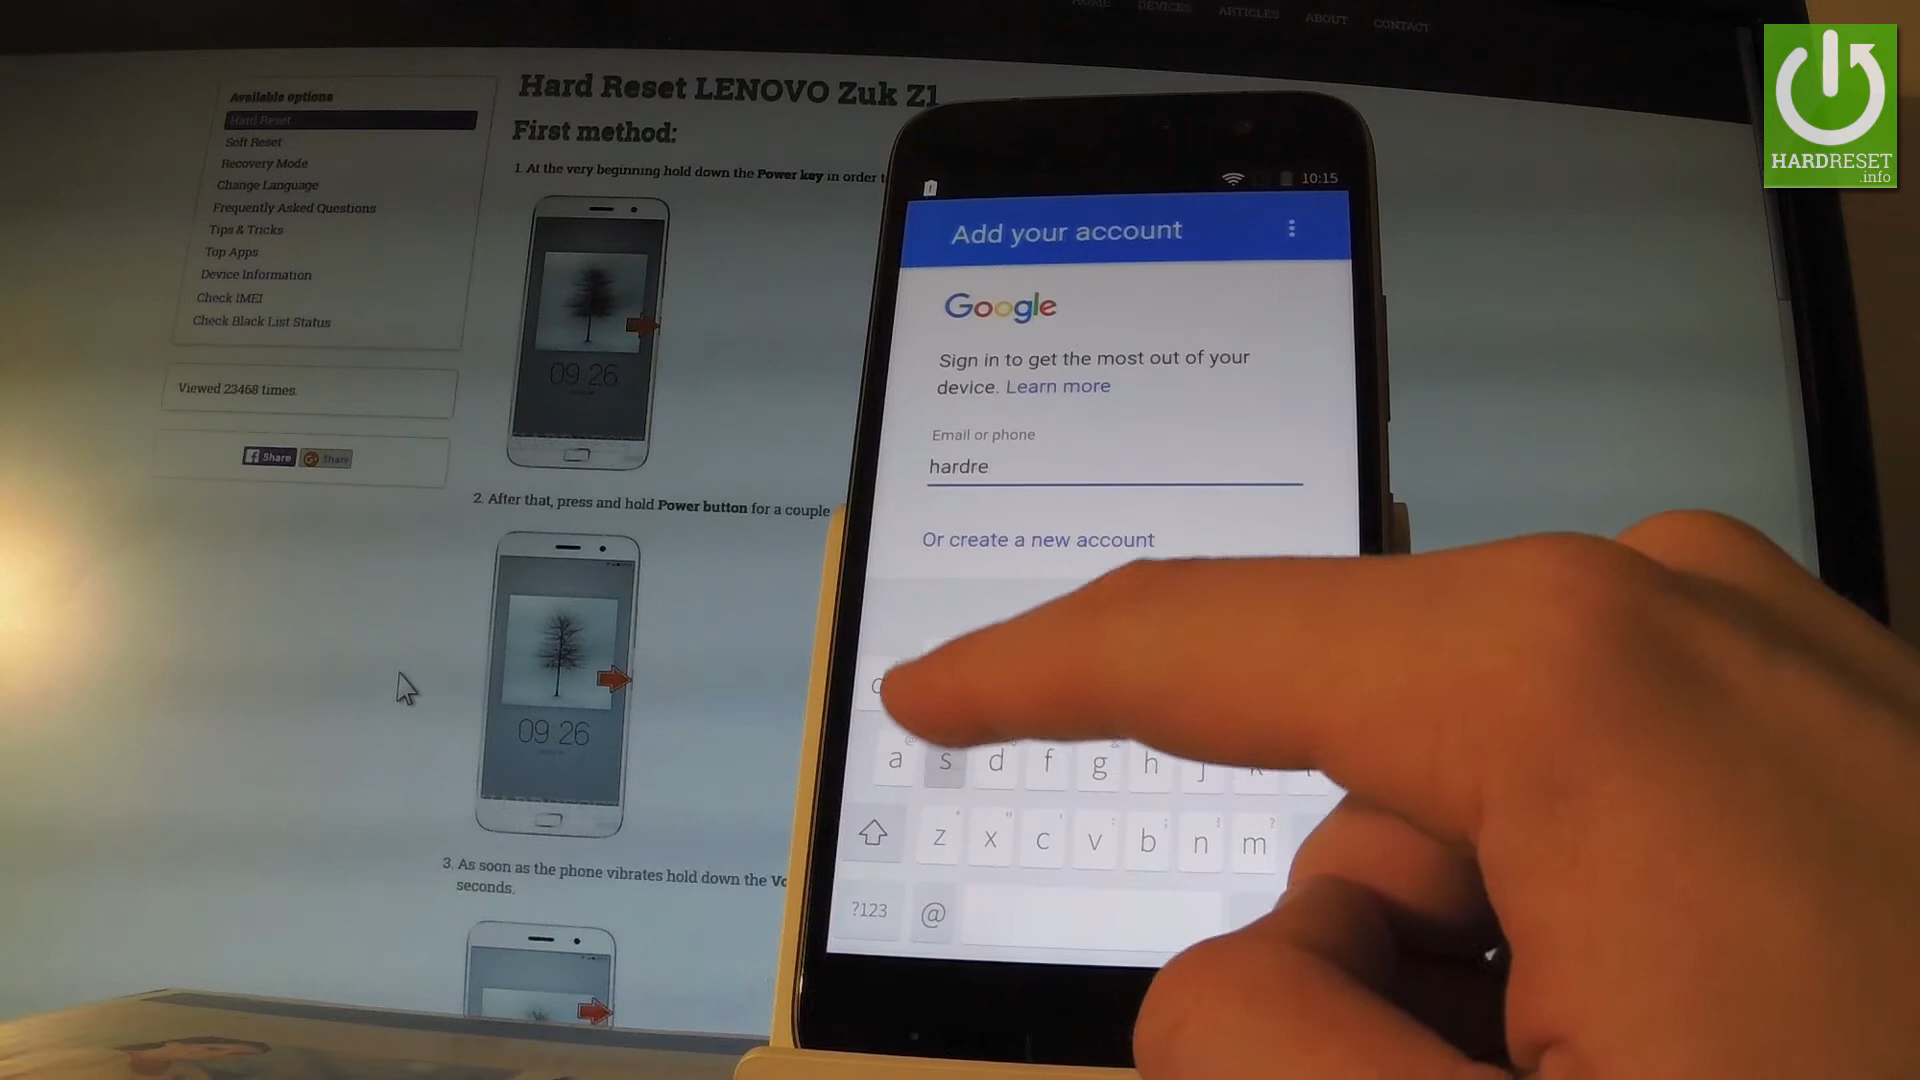 HOME DEVICES ARTICLES ABOUT CONTACT
HARDRESET
.info
Available options
Hard Reset
Soft Reset
Recovery Mode
Change Language
Frequently Asked Questions
Tips & Tricks
Top Apps
Device Information
Check IMEI
Check Black List Status
Viewed 23468 times.
Share
Share
Hard Reset LENOVO Zuk Z1
First method:
1. At the very beginning hold down the Power key in order t
09 26
2. After that, press and hold Power button for a couple
09 26
3. As soon as the phone vibrates hold down the Vo
seconds.
10:15
Add your account
Google
Sign in to get the most out of your
device. Learn more
Email or phone
hardre
Or create a new account
a s d f g h j
z x c v b n m
?123 @